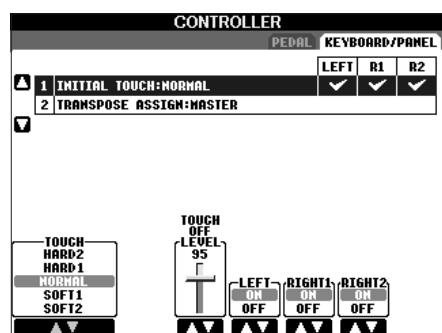 CONTROLLER
PEDAL KEYBOARD/PANEL
LEFT R1 R2
1 INITIAL TOUCH:NORMAL
2 TRANSPOSE ASSIGN:MASTER
TOUCH
HARD2
HARD1
NORMAL
SOFT1
SOFT2
TOUCH
OFF
LEVEL
95
LEFT
ON
OFF
RIGHT1
ON
OFF
RIGHT2
ON
OFF